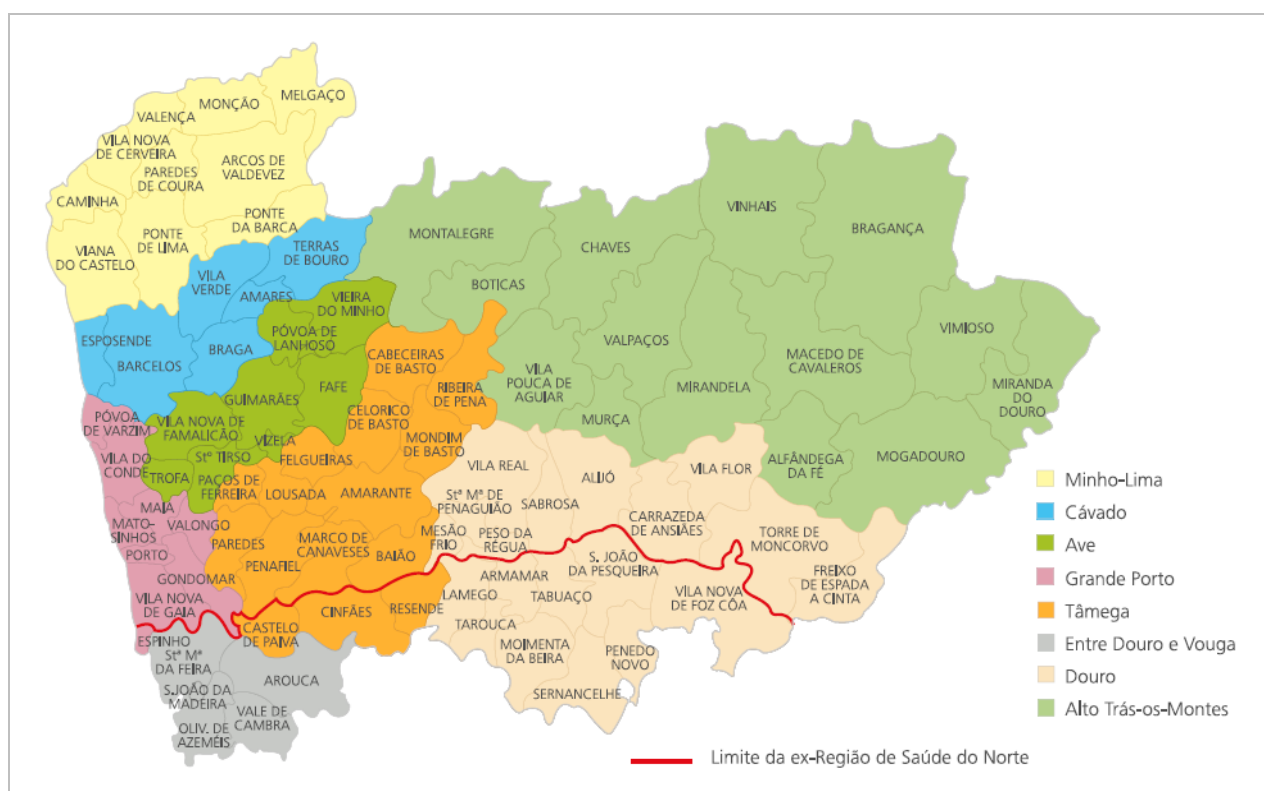 MELGAÇO
MONÇÃO
VALENÇA
VILA NOVA
DE CERVEIRA
ARCOS DE
VALDEVEZ
PAREDES
DE COURA
CAMINHA
PONTE
DA BARCA
PONTE
DE LIMA
VIANA
DO CASTELO
TERRAS
DE BOURO
VILA
VERDE
AMARES
ESPOSENDE
BARCELOS
BRAGA
VIEIRA
DO MINHO
PÓVOA DE
LANHOSO
FAFE
GUIMARÃES
VILA NOVA DE
FAMALICÃO
VIZELA
Stº TIRSO
TROFA
PÓVOA
DE VARZIM
VILA DO
CONDE
MAIA
MATO-
SINHOS
VALONGO
PORTO
GONDOMAR
VILA NOVA
DE GAIA
ESPINHO
CABECEIRAS
DE BASTO
RIBEIRA
DE PENA
CELORICO
DE BASTO
MONDIM
DE BASTO
FELGUEIRAS
PAÇOS DE
FERREIRA
LOUSADA
AMARANTE
PAREDES
MARCO DE
CANAVESES
BAIÃO
PENAFIEL
CINFÃES
RESENDE
CASTELO
DE PAIVA
Stª Mª
DA FEIRA
AROUCA
S.JOÃO DA
MADEIRA
VALE DE
CAMBRA
OLIV. DE
AZEMÉIS
MONTALEGRE
CHAVES
VINHAIS
BRAGANÇA
BOTICAS
VALPAÇOS
VIMIOSO
MACEDO DE
CAVALEROS
VILA
POUCA DE
AGUIAR
MIRANDELA
MIRANDA
DO
DOURO
MURÇA
ALFÂNDEGA
DA FÉ
MOGADOURO
VILA REAL
ALIJÓ
VILA FLOR
Stª Mª DE
PENAGUIÃO
SABROSA
CARRAZEDA
DE ANSIÃES
TORRE DE
MONCORVO
MESÃO
FRIO
PESO DA
RÉGUA
S. JOÃO
DA PESQUEIRA
FREIXO
DE ESPADA
A CINTA
ARMAMAR
LAMEGO
TABUAÇO
VILA NOVA
DE FOZ CÔA
TAROUCA
MOIMENTA
DA BEIRA
PENEDO
NOVO
SERNANCELHE
Minho-Lima
Cávado
Ave
Grande Porto
Tâmega
Entre Douro e Vouga
Douro
Alto Trás-os-Montes
Limite da ex-Região de Saúde do Norte